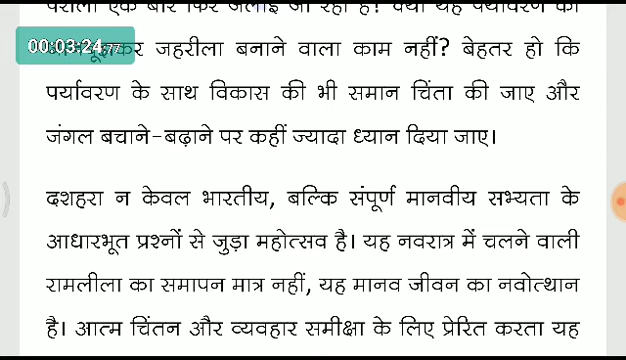 पराली एक बार फिर जलाई जा रही है? क्या यह पर्यावरण को
00:03:24.77 जहरीला बनाने वाला काम नहीं? बेहतर हो कि
पर्यावरण के साथ विकास की भी समान चिंता की जाए और
जंगल बचाने-बढ़ाने पर कहीं ज्यादा ध्यान दिया जाए।
दशहरा न केवल भारतीय, बल्कि संपूर्ण मानवीय सभ्यता के
आधारभूत प्रश्नों से जुड़ा महोत्सव है। यह नवरात्र में चलने वाली
रामलीला का समापन मात्र नहीं, यह मानव जीवन का नवोत्थान
है। आत्म चिंतन और व्यवहार समीक्षा के लिए प्रेरित करता यह